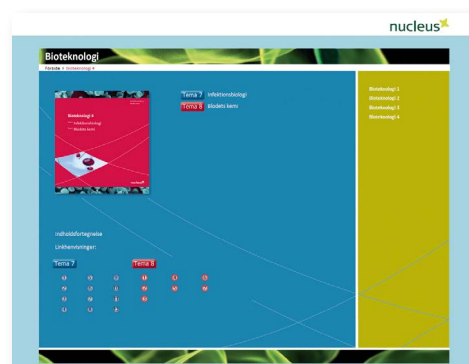 nucleus
Bioteknologi
Forside > Bioteknologi 4
Tema 7 Infektionsbiologi
Tema 8 Blodets kemi
Bioteknologi 4
Infektionsbiologi
Blodets kemi
nucleus
Bioteknologi 1
Bioteknologi 2
Bioteknologi 3
Bioteknologi 4
Indholdsfortegnelse
Linkhenvisninger:
Tema 7 Tema 8